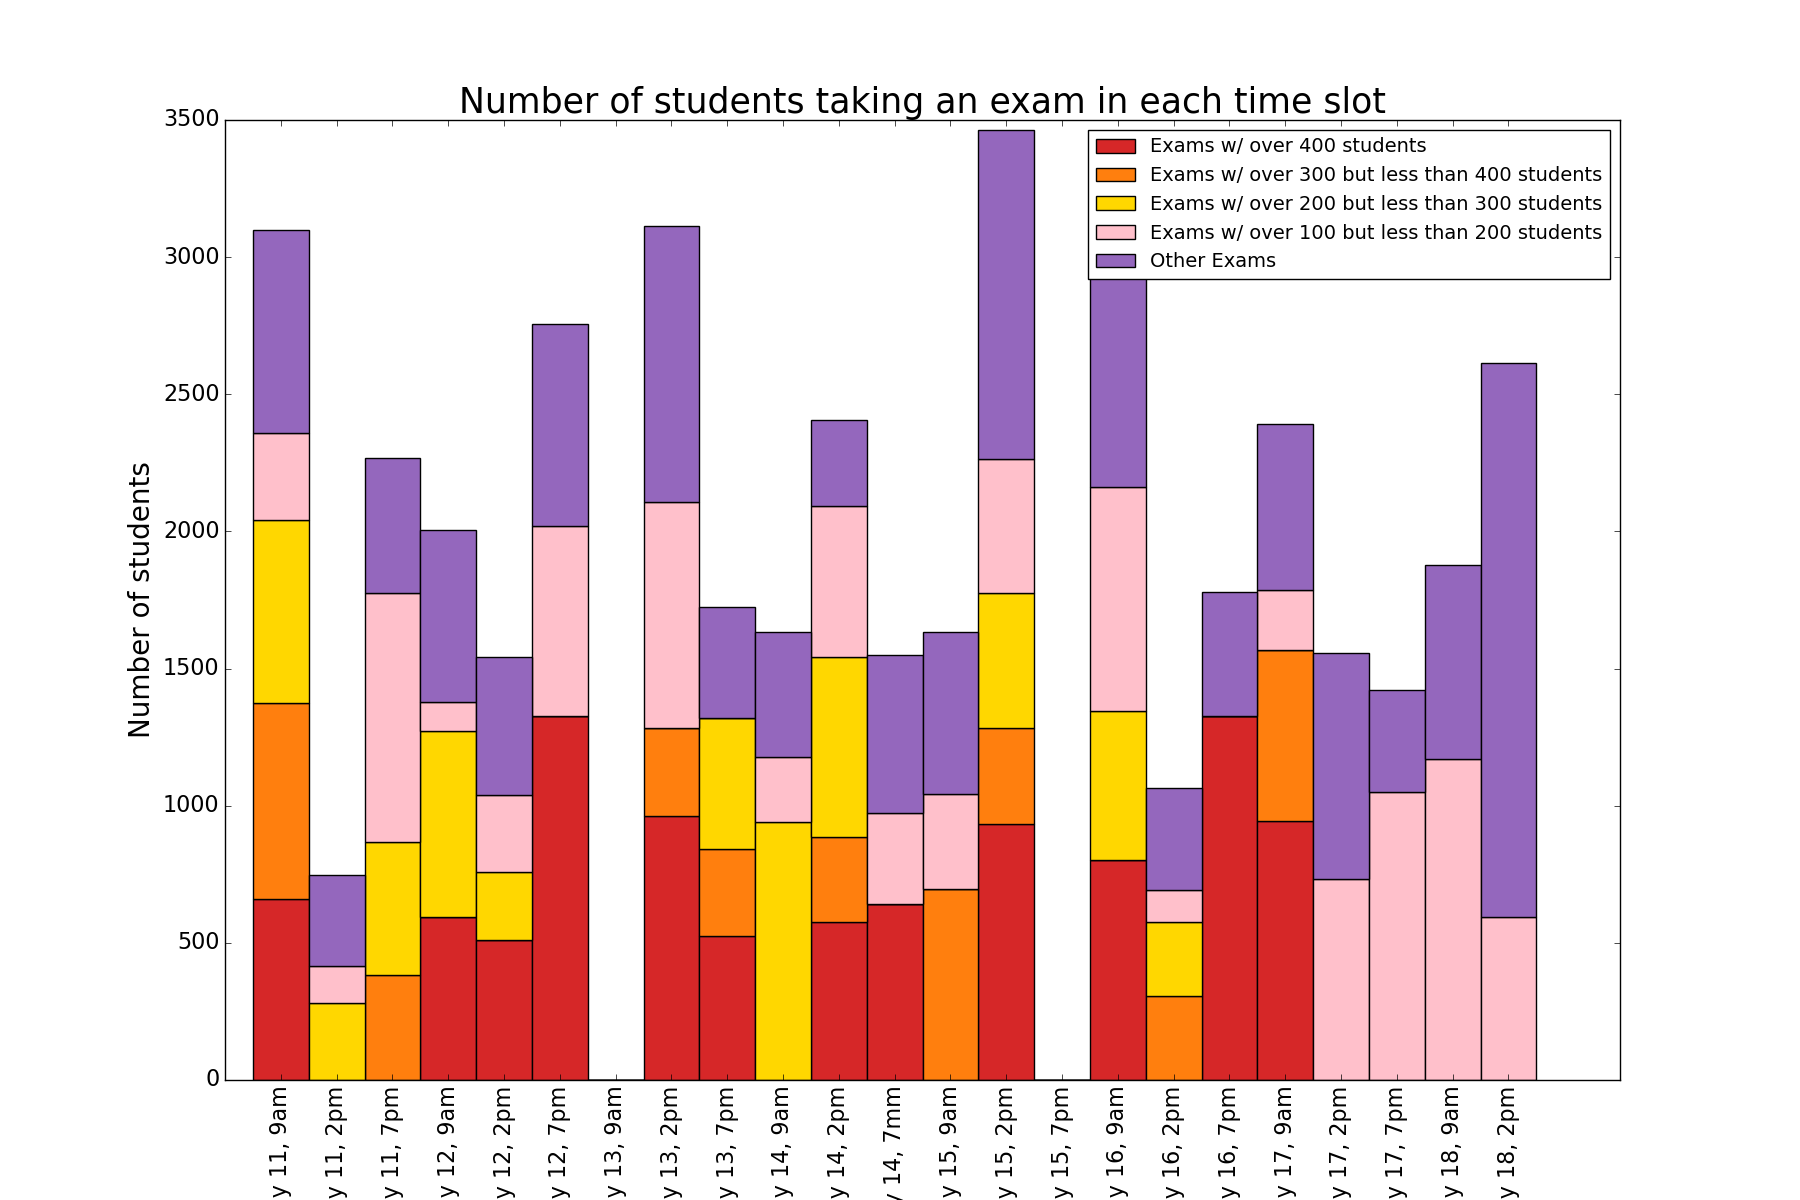 Number of students taking an exam in each time slot
3500
3000
2500
2000
1500
1000
500
0
Number of students
Exams w/ over 400 students
Exams w/ over 300 but less than 400 students
Exams w/ over 200 but less than 300 students
Exams w/ over 100 but less than 200 students
Other Exams
y 11, 9am
y 11, 2pm
y 11, 7pm
y 12, 9am
y 12, 2pm
y 12, 7pm
y 13, 9am
y 13, 2pm
y 13, 7pm
y 14, 9am
y 14, 2pm
y 14, 7mm
y 15, 9am
y 15, 2pm
y 15, 7pm
y 16, 9am
y 16, 2pm
y 16, 7pm
y 17, 9am
y 17, 2pm
y 17, 7pm
y 18, 9am
y 18, 2pm